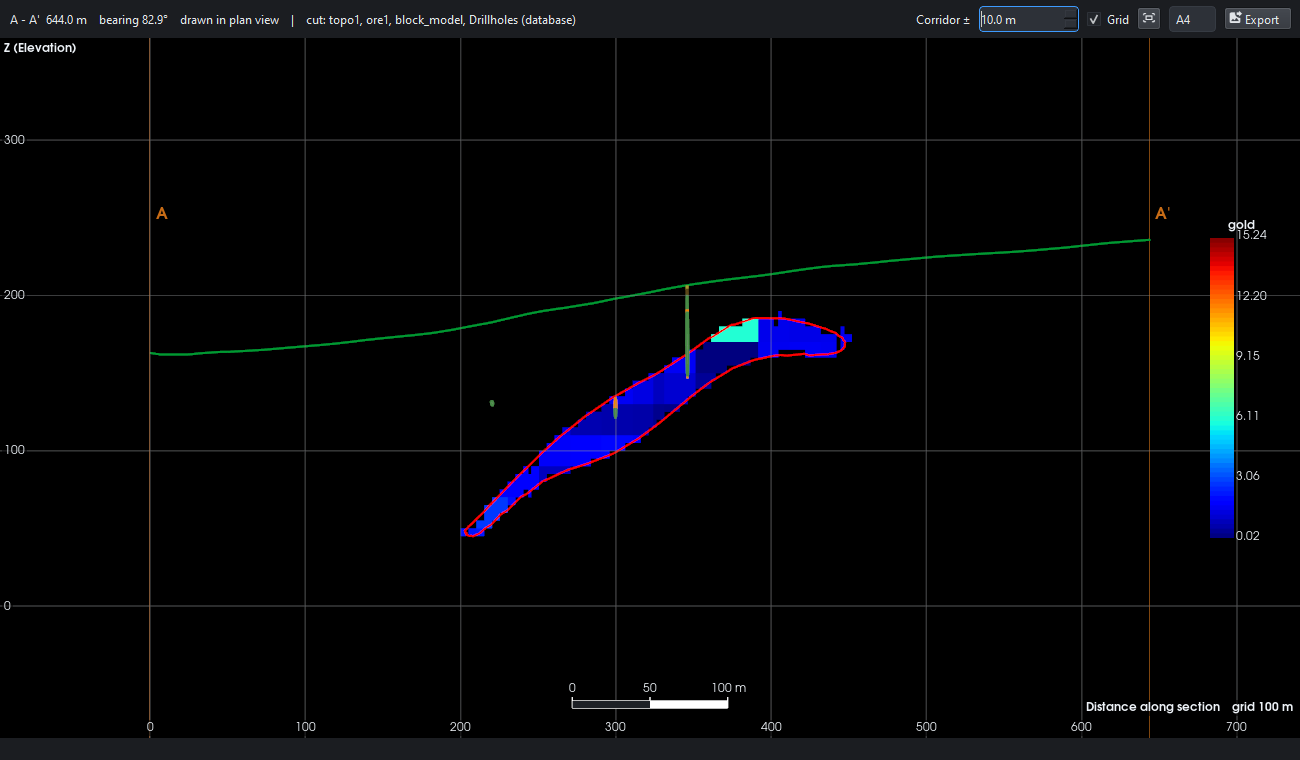 A - A' 644.0 m bearing 82.9° drawn in plan view | cut: topo1, ore1, block_model, Drillholes (database) Corridor ± 10.0 m Grid A4 Export
Z (Elevation)
300
A A'
gold
15.24
200
12.20
9.15
6.11
100
3.06
0.02
0
0 50 100 m
Distance along section grid 100 m
0 100 200 300 400 500 600 700